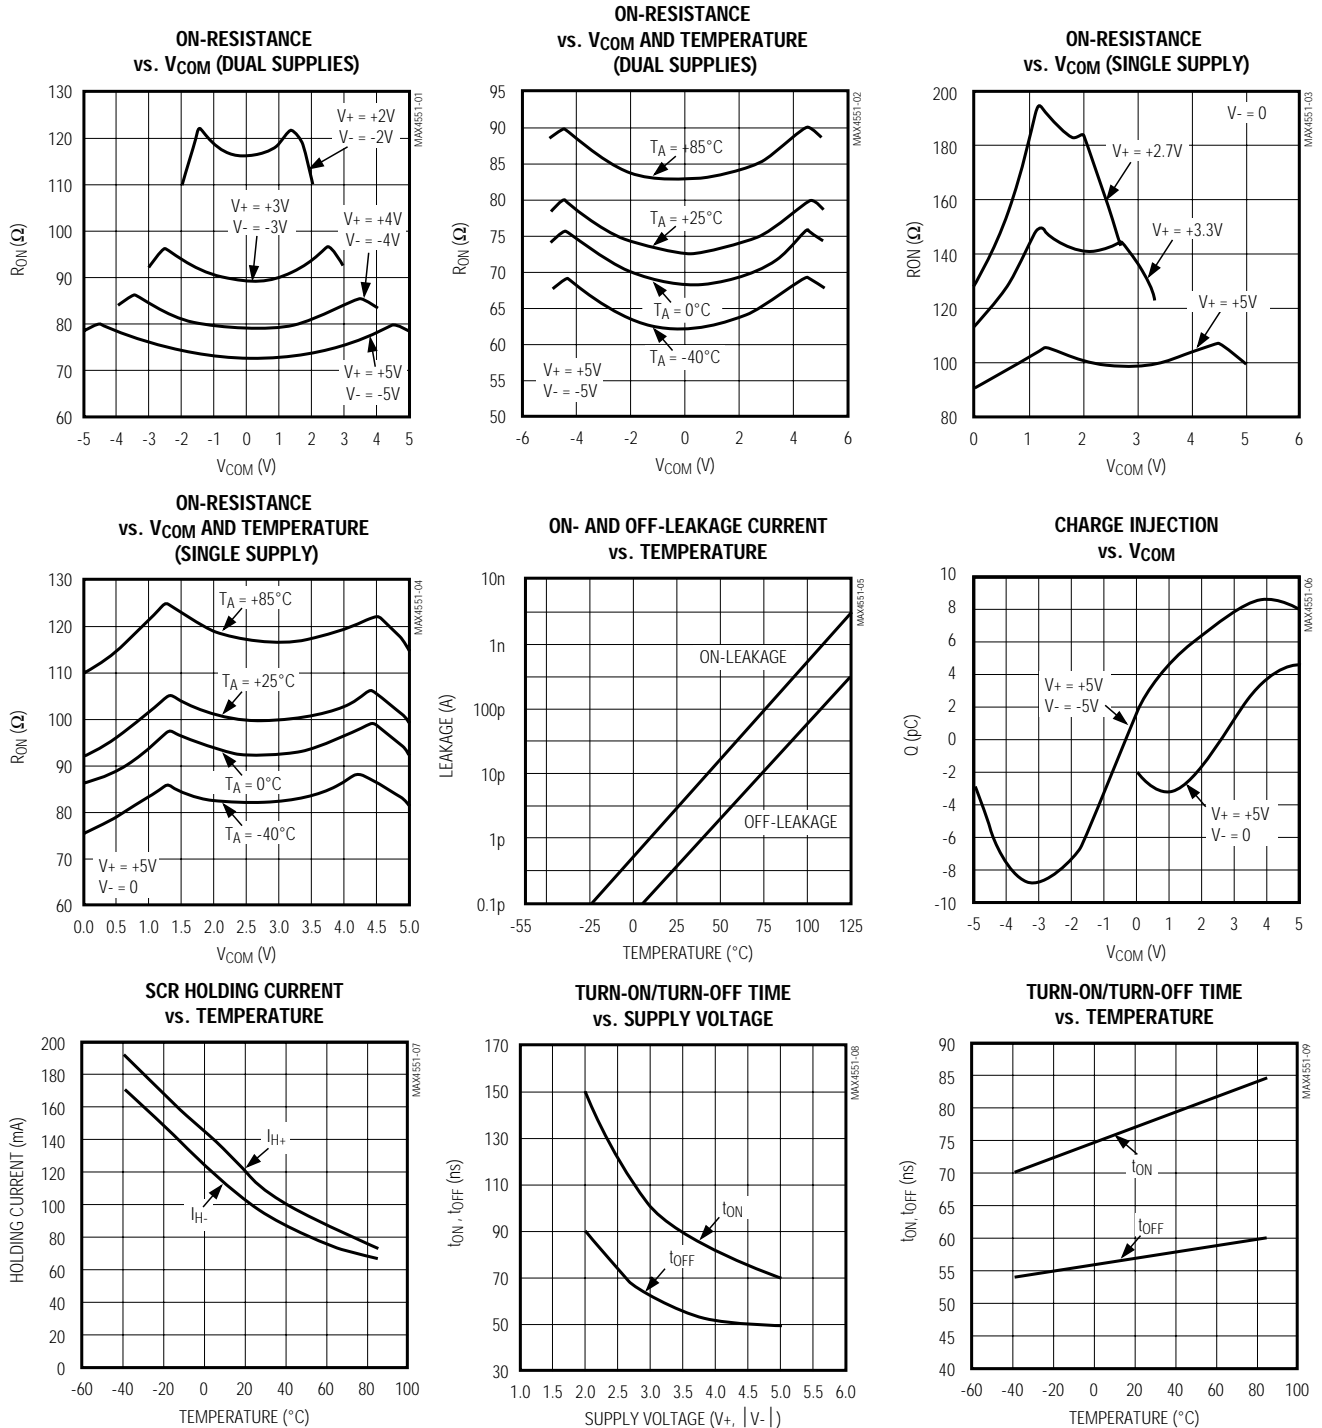 ON-RESISTANCE
vs. VCOM (DUAL SUPPLIES)
130
120
110
100
90
80
70
60
-5 -4 -3 -2 -1 0 1 2 3 4 5
RON (Ω)
VCOM (V)
V+ = +2V
V- = -2V
V+ = +3V
V- = -3V
V+ = +4V
V- = -4V
V+ = +5V
V- = -5V
MAX4551-01
ON-RESISTANCE
vs. VCOM AND TEMPERATURE
(DUAL SUPPLIES)
95
90
85
80
75
70
65
60
55
50
-6 -4 -2 0 2 4 6
RON (Ω)
VCOM (V)
TA = +85°C
TA = +25°C
TA = 0°C
TA = -40°C
V+ = +5V
V- = -5V
MAX4551-02
ON-RESISTANCE
vs. VCOM (SINGLE SUPPLY)
200
180
160
140
120
100
80
0 1 2 3 4 5 6
RON (Ω)
VCOM (V)
V- = 0
V+ = +2.7V
V+ = +3.3V
V+ = +5V
MAX4551-03
ON-RESISTANCE
vs. VCOM AND TEMPERATURE
(SINGLE SUPPLY)
130
120
110
100
90
80
70
60
0.0 0.5 1.0 1.5 2.0 2.5 3.0 3.5 4.0 4.5 5.0
RON (Ω)
VCOM (V)
TA = +85°C
TA = +25°C
TA = 0°C
TA = -40°C
V+ = +5V
V- = 0
MAX4551-04
ON- AND OFF-LEAKAGE CURRENT
vs. TEMPERATURE
10n
1n
100p
10p
1p
0.1p
-55 -25 0 25 50 75 100 125
LEAKAGE (A)
TEMPERATURE (°C)
ON-LEAKAGE
OFF-LEAKAGE
MAX4551-05
CHARGE INJECTION
vs. VCOM
10
8
6
4
2
0
-2
-4
-6
-8
-10
-5 -4 -3 -2 -1 0 1 2 3 4 5
Q (pC)
VCOM (V)
V+ = +5V
V- = -5V
V+ = +5V
V- = 0
MAX4551-06
SCR HOLDING CURRENT
vs. TEMPERATURE
200
180
160
140
120
100
80
60
40
20
0
-60 -40 -20 0 20 40 60 80 100
HOLDING CURRENT (mA)
TEMPERATURE (°C)
IH+
IH-
MAX4551-07
TURN-ON/TURN-OFF TIME
vs. SUPPLY VOLTAGE
170
150
130
110
90
70
50
30
1.0 1.5 2.0 2.5 3.0 3.5 4.0 4.5 5.0 5.5 6.0
tON, tOFF (ns)
SUPPLY VOLTAGE (V+, |V-|)
tON
tOFF
MAX4551-08
TURN-ON/TURN-OFF TIME
vs. TEMPERATURE
90
85
80
75
70
65
60
55
50
45
40
-60 -40 -20 0 20 40 60 80 100
tON, tOFF (ns)
TEMPERATURE (°C)
tON
tOFF
MAX4551-09